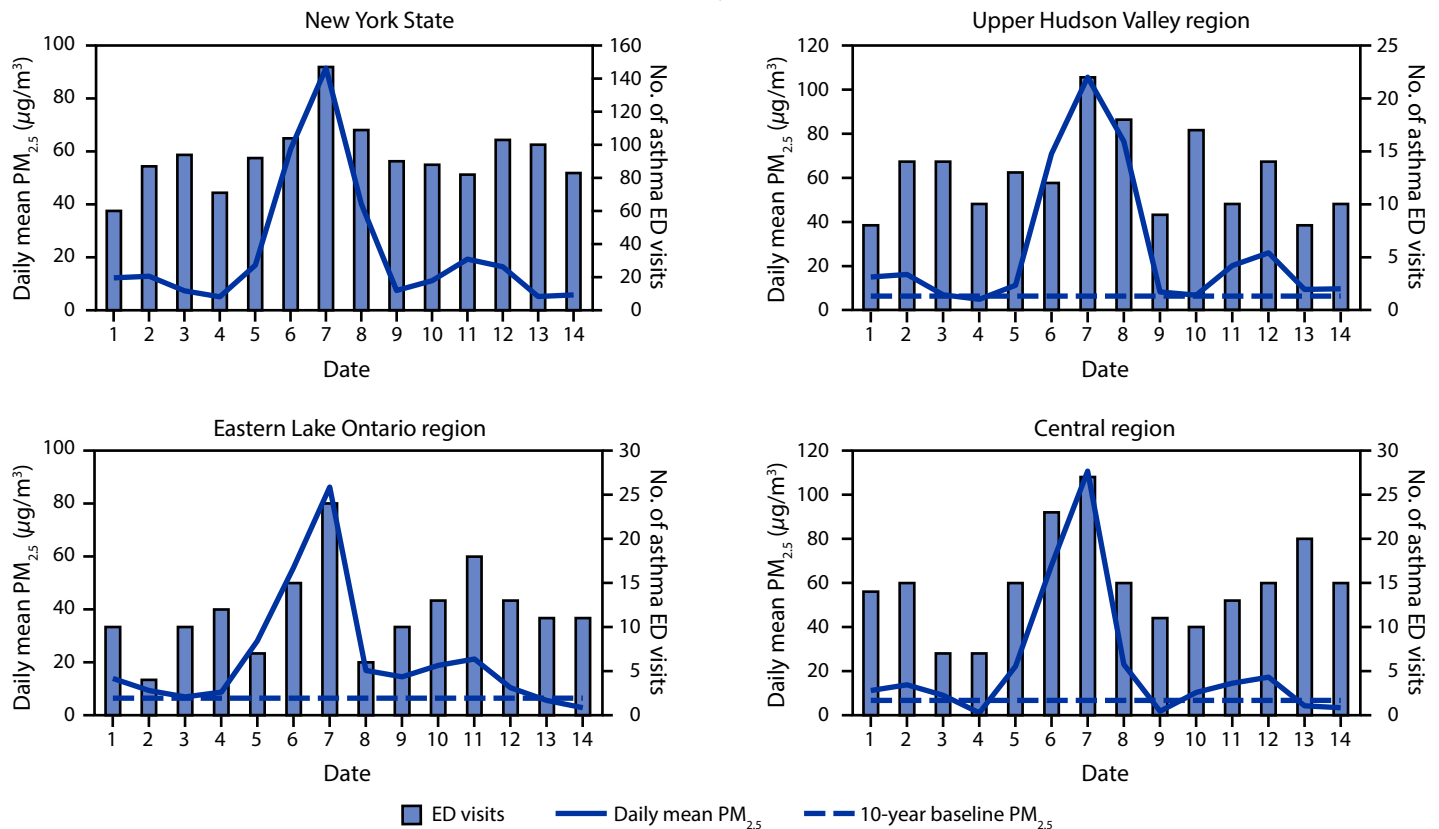 New York State
Daily mean PM2.5 (µg/m³)
100
80
60
40
20
0
160
140
120
100
80
60
40
20
0
No. of asthma ED visits
1 2 3 4 5 6 7 8 9 10 11 12 13 14
Date
Upper Hudson Valley region
Daily mean PM2.5 (µg/m³)
120
100
80
60
40
20
0
25
20
15
10
5
0
No. of asthma ED visits
1 2 3 4 5 6 7 8 9 10 11 12 13 14
Date
Eastern Lake Ontario region
Daily mean PM2.5 (µg/m³)
100
80
60
40
20
0
30
25
20
15
10
5
0
No. of asthma ED visits
1 2 3 4 5 6 7 8 9 10 11 12 13 14
Date
Central region
Daily mean PM2.5 (µg/m³)
120
100
80
60
40
20
0
30
25
20
15
10
5
0
No. of asthma ED visits
1 2 3 4 5 6 7 8 9 10 11 12 13 14
Date
ED visits Daily mean PM2.5 10-year baseline PM2.5